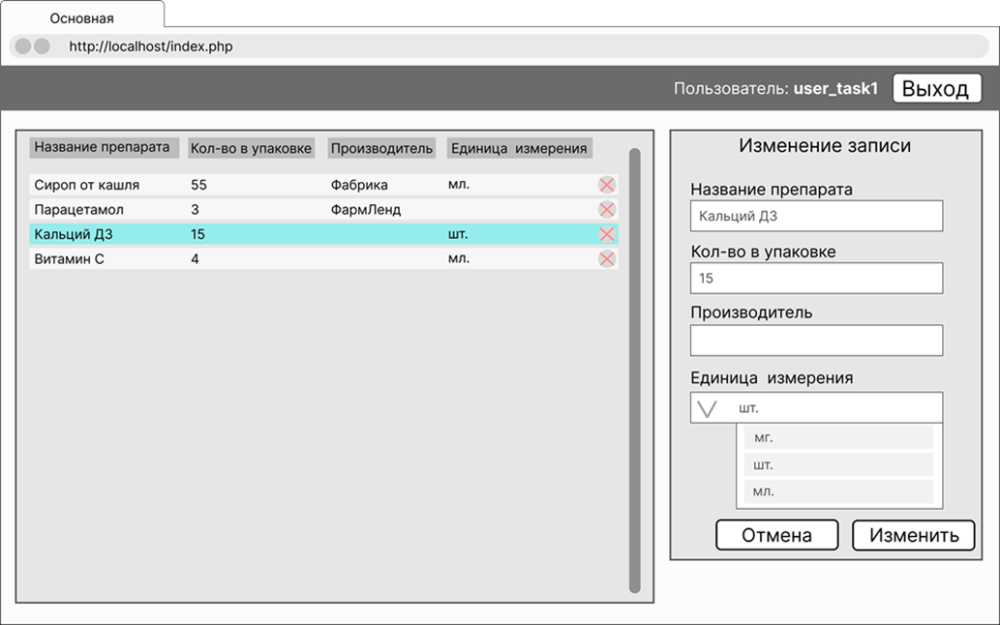 Основная
http://localhost/index.php
Пользователь: user_task1 Выход
Название препарата Кол-во в упаковке Производитель Единица измерения
Сироп от кашля 55 Фабрика мл.
Парацетамол 3 ФармЛенд
Кальций Д3 15 шт.
Витамин С 4 мл.
Изменение записи
Название препарата
Кальций Д3
Кол-во в упаковке
15
Производитель
Единица измерения
шт.
мг.
шт.
мл.
Отмена Изменить